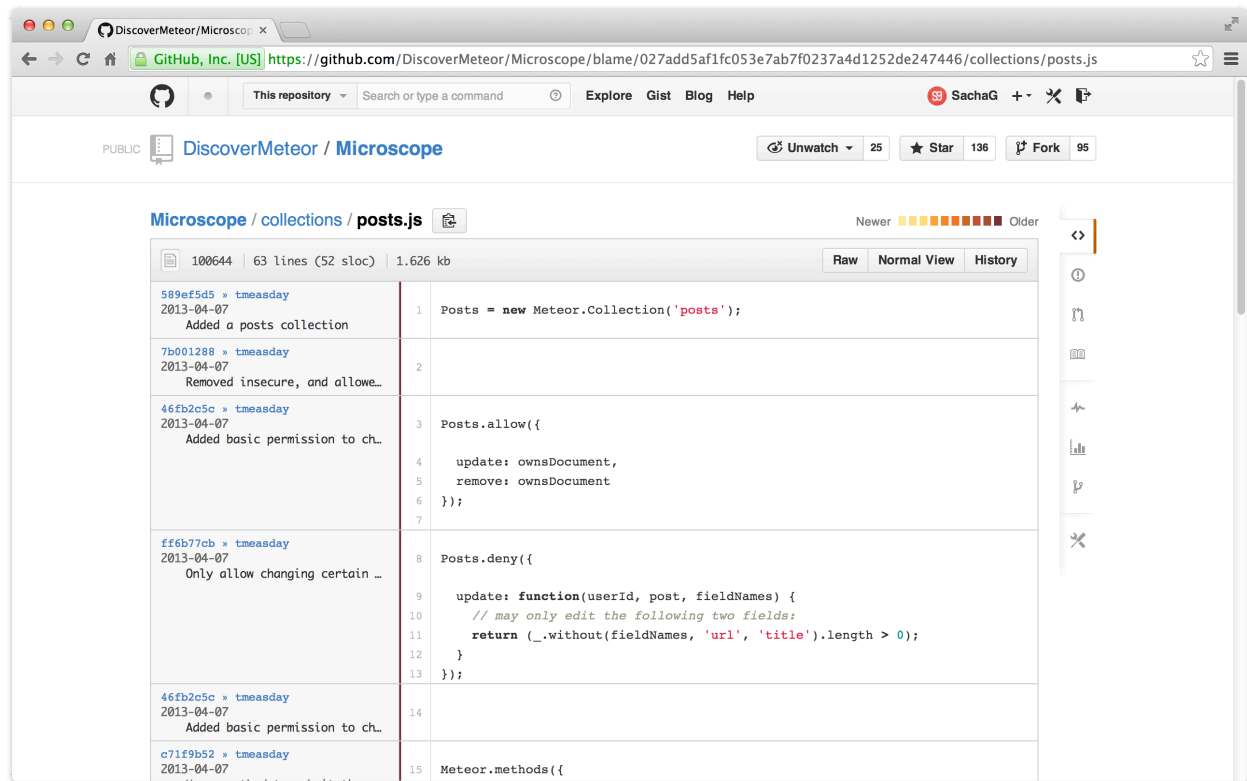 DiscoverMeteor/Microscop
GitHub, Inc. [US] https://github.com/DiscoverMeteor/Microscope/blame/027add5af1fc053e7ab7f0237a4d1252de247446/collections/posts.js
This repository Search or type a command Explore Gist Blog Help SachaG
PUBLIC DiscoverMeteor / Microscope Unwatch 25 Star 136 Fork 95
Microscope / collections / posts.js Newer Older
100644 63 lines (52 sloc) 1.626 kb Raw Normal View History
589ef5d5 » tmeasday
2013-04-07
Added a posts collection
1 Posts = new Meteor.Collection('posts');
7b001288 » tmeasday
2013-04-07
Removed insecure, and allowe…
2
46fb2c5c » tmeasday
2013-04-07
Added basic permission to ch…
3 Posts.allow({
4 update: ownsDocument,
5 remove: ownsDocument
6 });
7
ff6b77cb » tmeasday
2013-04-07
Only allow changing certain …
8 Posts.deny({
9 update: function(userId, post, fieldNames) {
10 // may only edit the following two fields:
11 return (_.without(fieldNames, 'url', 'title').length > 0);
12 }
13 });
46fb2c5c » tmeasday
2013-04-07
Added basic permission to ch…
14
c71f9b52 » tmeasday
2013-04-07
15 Meteor.methods({